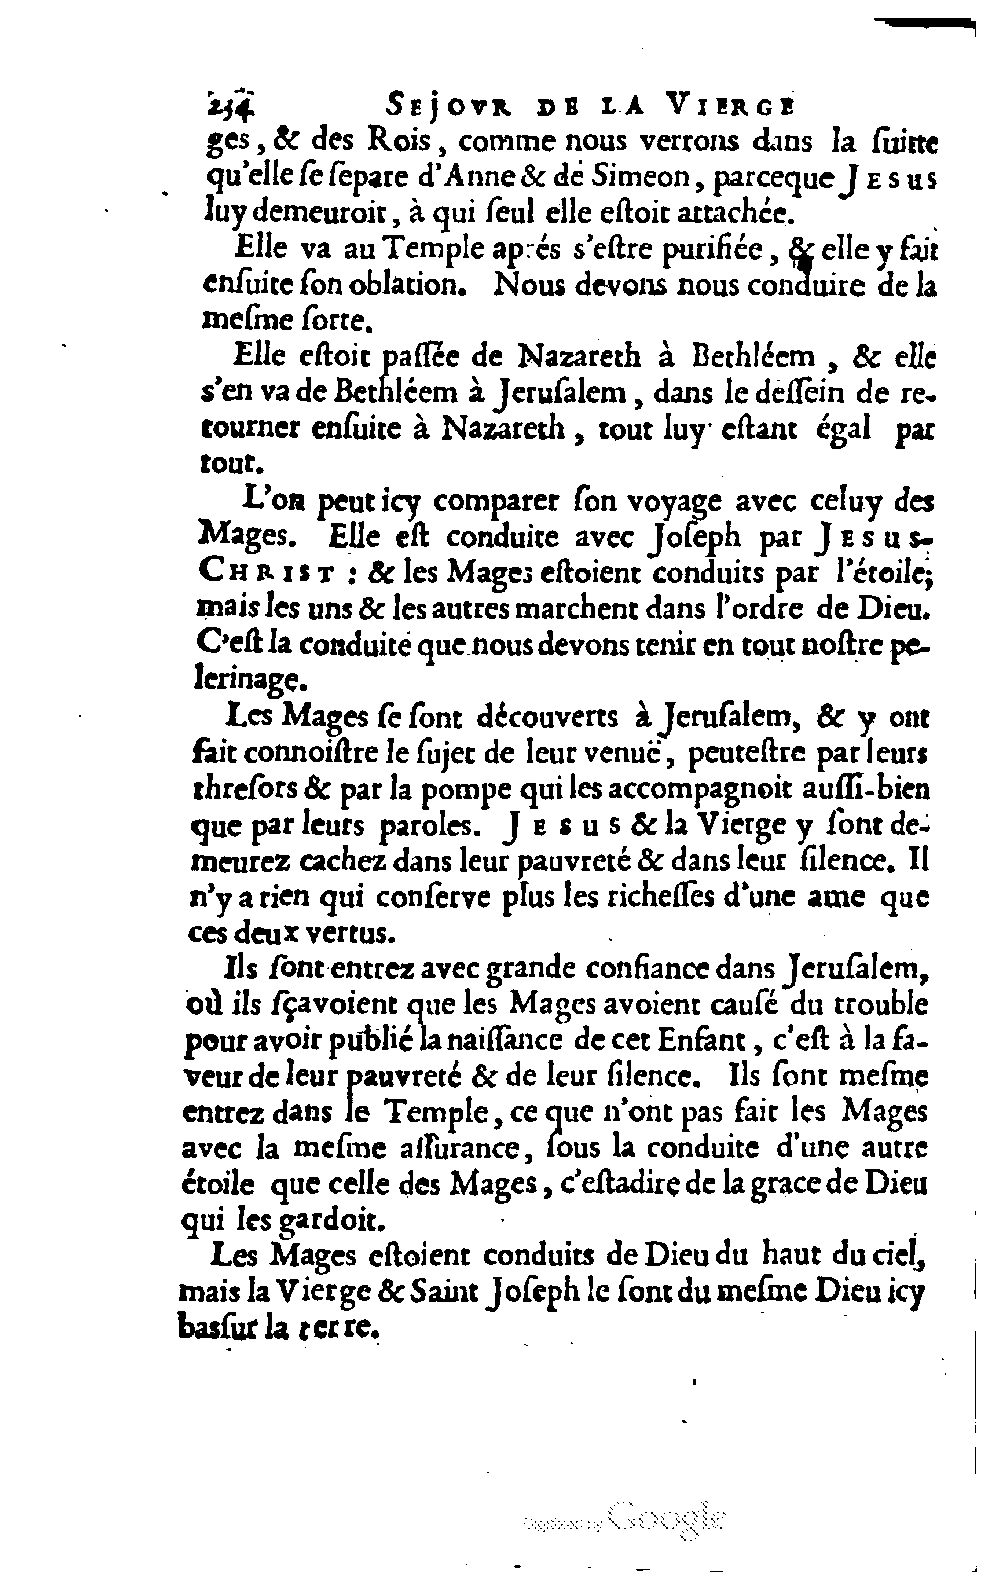 234 SEJOVR DE LA VIERGE
ges, & des Rois, comme nous verrons dans la ſuitte
qu'elle ſe ſepare d'Anne & de Simeon, parceque JESUS
luy demeuroit, à qui ſeul elle eſtoit attachée.
Elle va au Temple aprés s'eſtre purifiée, & elle y fait
enſuite ſon oblation. Nous devons nous conduire de la
meſme ſorte.
Elle eſtoit paſſée de Nazareth à Bethléem, & elle
s'en va de Bethléem à Jeruſalem, dans le deſſein de re-
tourner enſuite à Nazareth, tout luy eſtant égal par
tout.
L'on peut icy comparer ſon voyage avec celuy des
Mages. Elle eſt conduite avec Joſeph par JESUS-
CHRIST : & les Mages eſtoient conduits par l'étoile;
mais les uns & les autres marchent dans l'ordre de Dieu.
C'eſt la conduite que nous devons tenir en tout noſtre pe-
lerinage.
Les Mages ſe ſont découverts à Jeruſalem, & y ont
fait connoiſtre le ſujet de leur venuë, peuteſtre par leurs
threſors & par la pompe qui les accompagnoit auſſi-bien
que par leurs paroles. JESUS & la Vierge y ſont de-
meurez cachez dans leur pauvreté & dans leur ſilence. Il
n'y a rien qui conſerve plus les richeſſes d'une ame que
ces deux vertus.
Ils ſont entrez avec grande confiance dans Jeruſalem,
où ils ſçavoient que les Mages avoient cauſé du trouble
pour avoir publié la naiſſance de cet Enfant, c'eſt à la fa-
veur de leur pauvreté & de leur ſilence. Ils ſont meſme
entrez dans le Temple, ce que n'ont pas fait les Mages
avec la meſme aſſurance, ſous la conduite d'une autre
étoile que celle des Mages, c'eſtadire de la grace de Dieu
qui les gardoit.
Les Mages eſtoient conduits de Dieu du haut du ciel,
mais la Vierge & Saint Joſeph le ſont du meſme Dieu icy
bas ſur la terre.
Digitized by Google